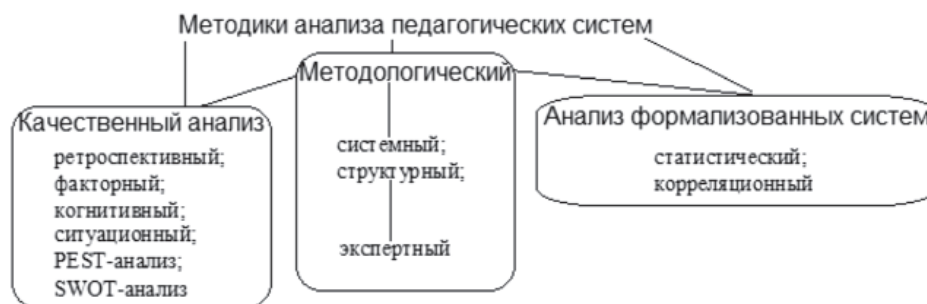 Методики анализа педагогических систем
Методологический
системный;
структурный;
экспертный
Качественный анализ
ретроспективный;
факторный;
когнитивный;
ситуационный;
PEST-анализ;
SWOT-анализ
Анализ формализованных систем
статистический;
корреляционный